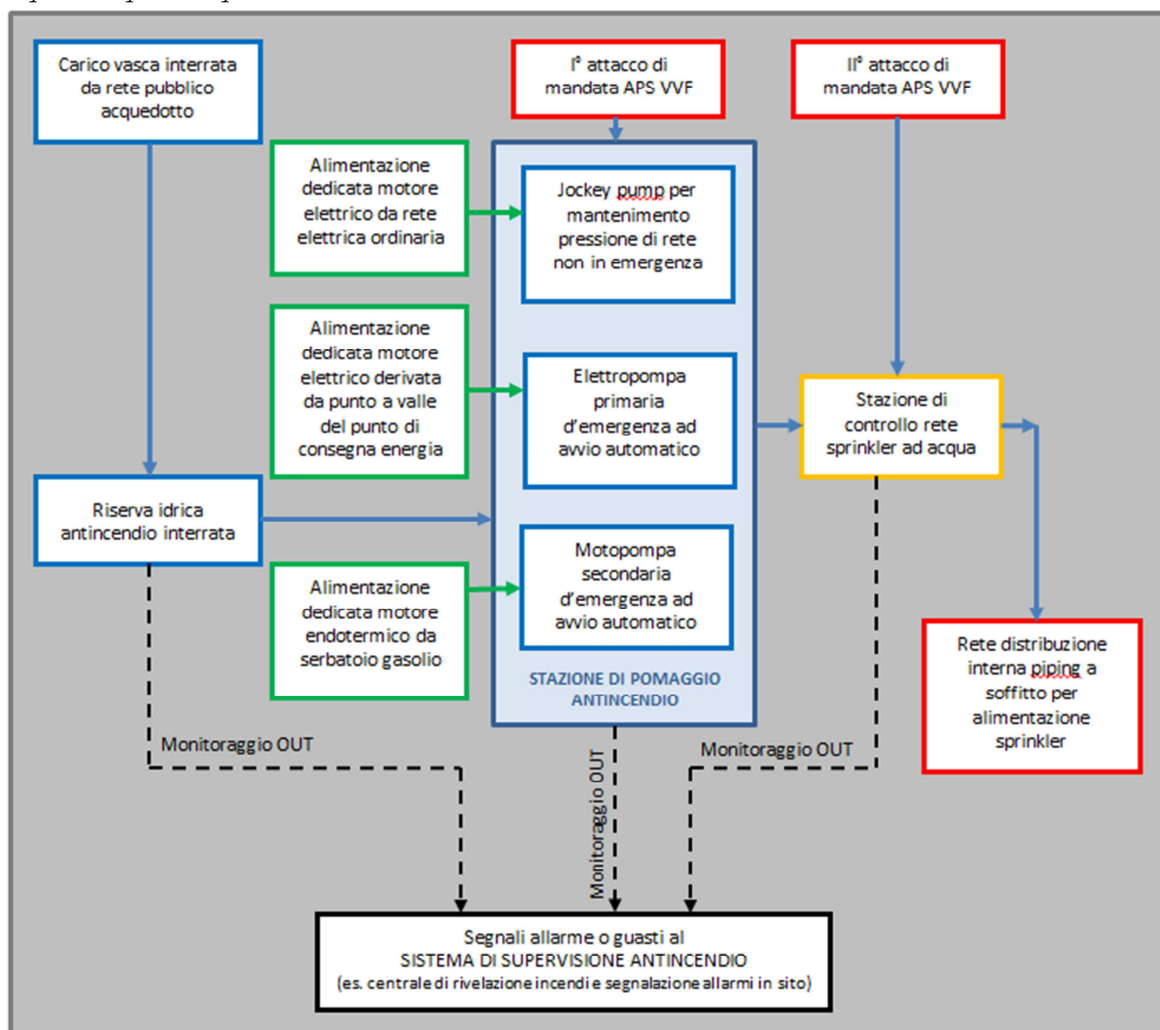 Carico vasca interrata
da rete pubblico
acquedotto
I° attacco di
mandata APS VVF
II° attacco di
mandata APS VVF
Alimentazione
dedicata motore
elettrico da rete
elettrica ordinaria
Jockey pump per
mantenimento
pressione di rete
non in emergenza
Alimentazione
dedicata motore
elettrico derivata
da punto a valle
del punto di
consegna energia
Elettropompa
primaria
d'emergenza ad
avvio automatico
Stazione di
controllo rete
sprinkler ad acqua
Riserva idrica
antincendio interrata
Motopompa
secondaria
d'emergenza ad
avvio automatico
Alimentazione
dedicata motore
endotermico da
serbatoio gasolio
STAZIONE DI POMAGGIO
ANTINCENDIO
Rete distribuzione
interna piping a
soffitto per
alimentazione
sprinkler
Monitoraggio OUT
Monitoraggio OUT
Monitoraggio OUT
Segnali allarme o guasti al
SISTEMA DI SUPERVISIONE ANTINCENDIO
(es. centrale di rivelazione incendi e segnalazione allarmi in sito)